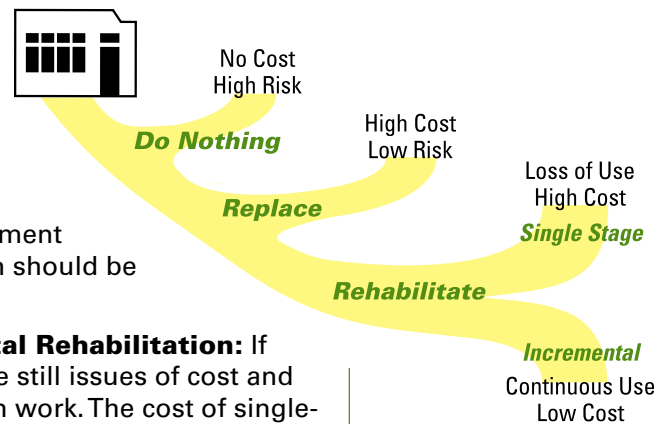 No Cost
High Risk
Do Nothing
High Cost
Low Risk
Replace
Loss of Use
High Cost
Single Stage
Rehabilitate
Incremental
Continuous Use
Low Cost
should be
Rehabilitation: If
still issues of cost and
work. The cost of single-